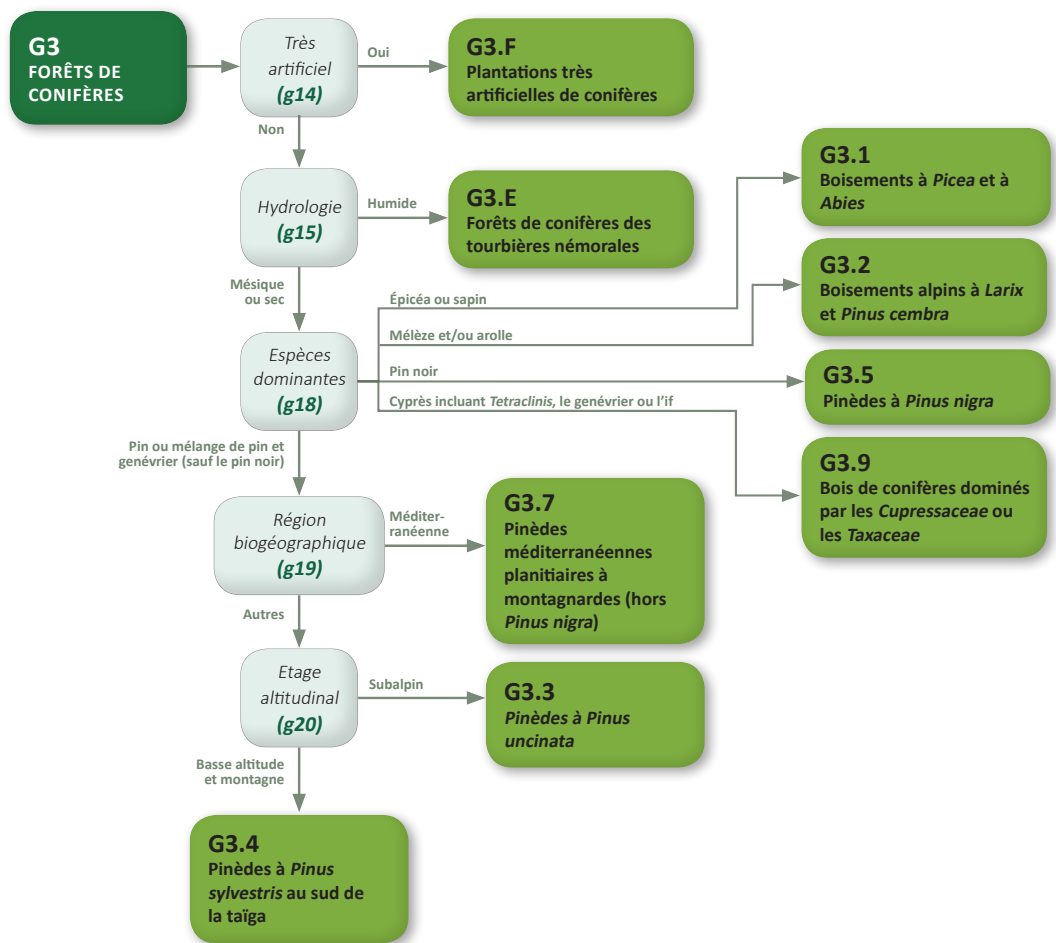 G3
FORÊTS DE
CONIFÈRES
Très
artificiel
(g14)
Oui
G3.F
Plantations très
artificielles de conifères
Non
Hydrologie
(g15)
Humide
G3.E
Forêts de conifères des
tourbières némorales
G3.1
Boisements à Picea et à
Abies
G3.2
Boisements alpins à Larix
et Pinus cembra
Mésique
ou sec
Espèces
dominantes
(g18)
Épicéa ou sapin
Mélèze et/ou arolle
Pin noir
Cyprès incluant Tetraclinis, le genévrier ou l’if
G3.5
Pinèdes à Pinus nigra
G3.9
Bois de conifères dominés
par les Cupressaceae ou
les Taxaceae
Pin ou mélange de pin et
genévrier (sauf le pin noir)
Région
biogéographique
(g19)
Méditer-
ranéenne
G3.7
Pinèdes
méditerranéennes
planitiaires à
montagnardes (hors
Pinus nigra)
Autres
Etage
altitudinal
(g20)
Subalpin
G3.3
Pinèdes à Pinus
uncinata
Basse altitude
et montagne
G3.4
Pinèdes à Pinus
sylvestris au sud de
la taïga